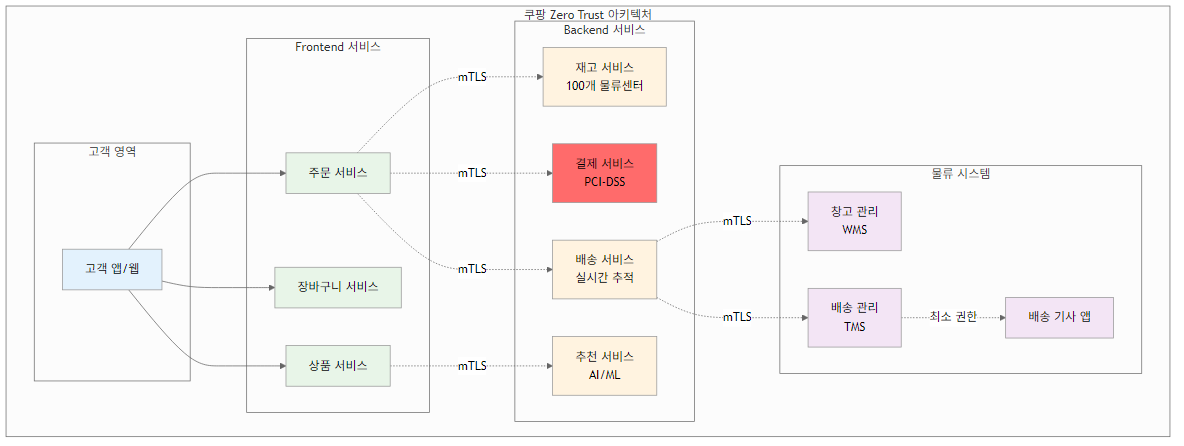 쿠팡 Zero Trust 아키텍처
고객 영역
고객 앱/웹
Frontend 서비스
주문 서비스
장바구니 서비스
상품 서비스
mTLS
mTLS
mTLS
mTLS
Backend 서비스
재고 서비스
100개 물류센터
결제 서비스
PCI-DSS
배송 서비스
실시간 추적
추천 서비스
AI/ML
mTLS
mTLS
물류 시스템
창고 관리
WMS
배송 관리
TMS
최소 권한
배송 기사 앱